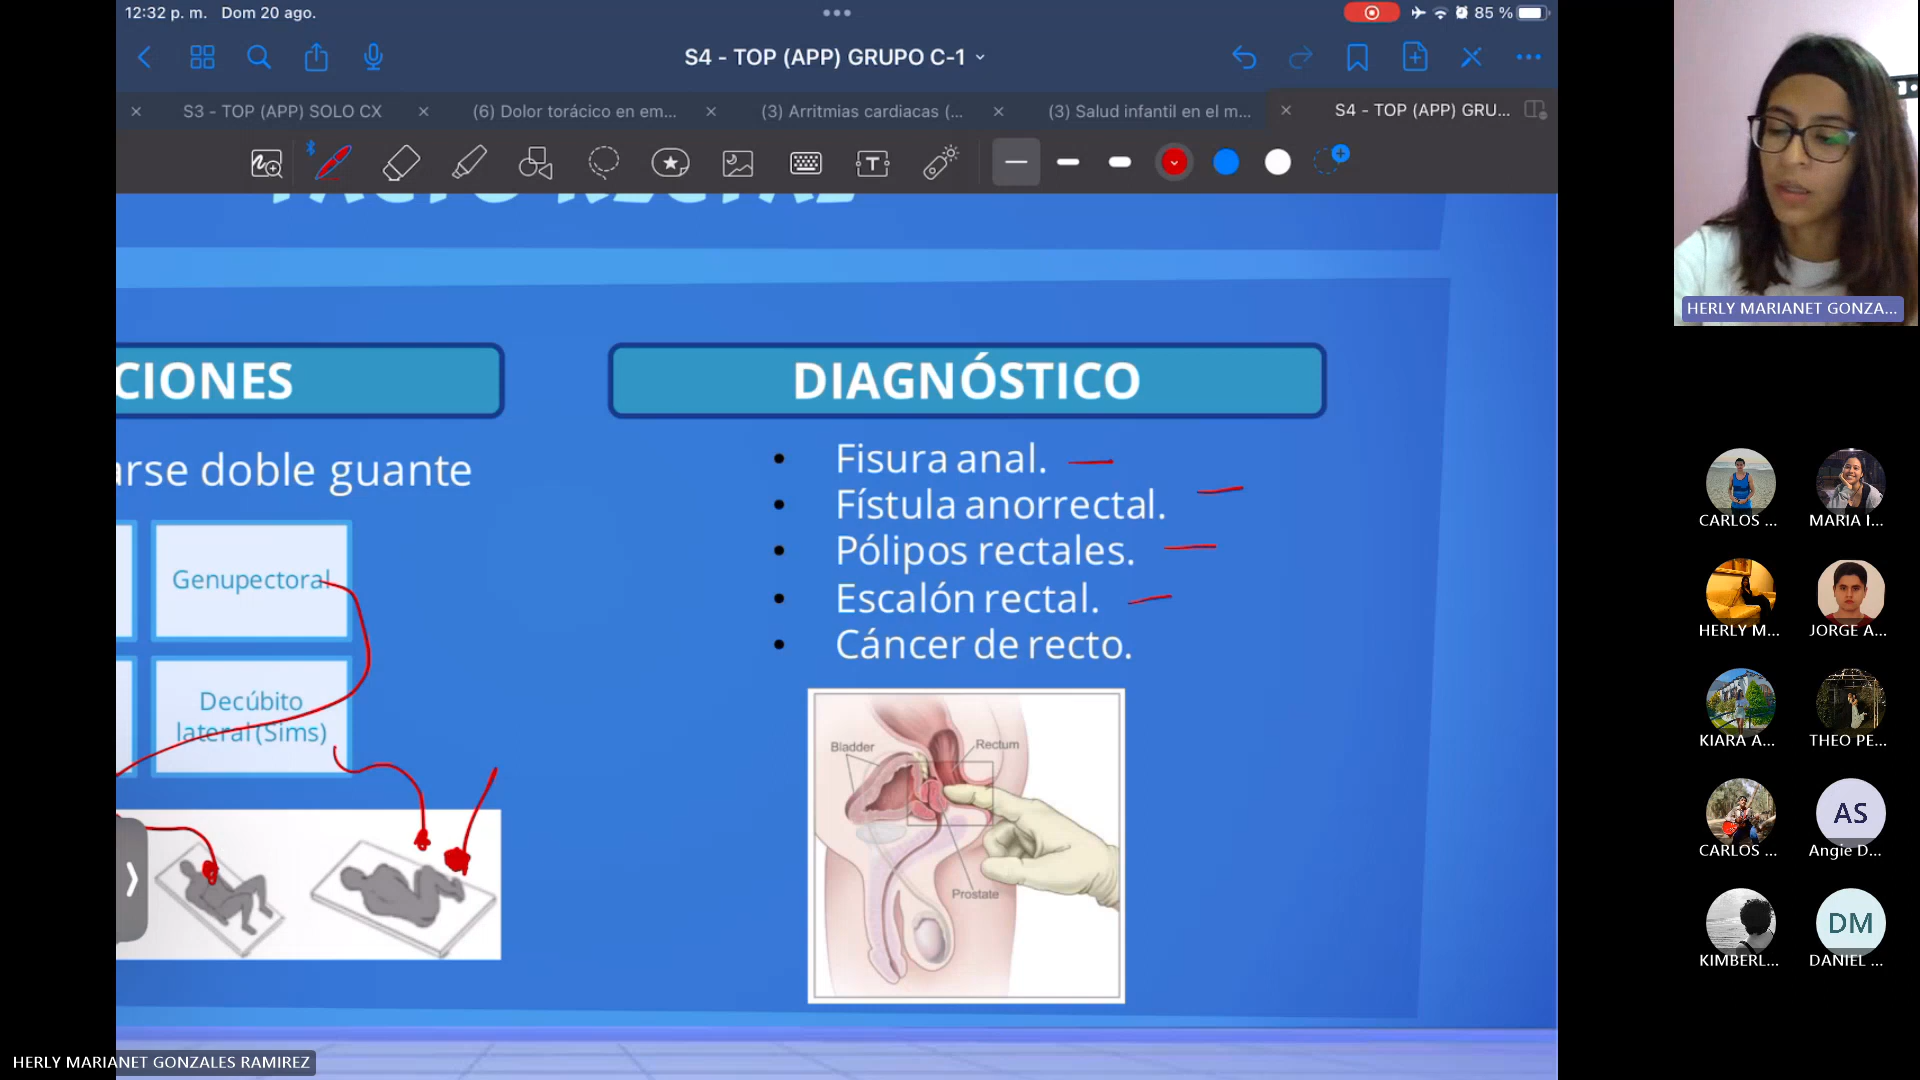 12:32 p. m. Dom 20 ago.
85 %
S4 - TOP (APP) GRUPO C-1
S3 - TOP (APP) SOLO CX
(6) Dolor torácico en em...
(3) Arritmias cardiacas (...
(3) Salud infantil en el m...
S4 - TOP (APP) GRU...
TACTO RECTAL
CIONES
arse doble guante
Genupectoral
Decúbito
lateral (Sims)
DIAGNÓSTICO
• Fisura anal.
• Fístula anorrectal.
• Pólipos rectales.
• Escalón rectal.
• Cáncer de recto.
Bladder
Rectum
Prostate
HERLY MARIANET GONZA...
CARLOS ...
MARIA I...
HERLY M...
JORGE A...
KIARA A...
THEO PE...
CARLOS ...
AS
Angie D...
KIMBERL...
DM
DANIEL ...
HERLY MARIANET GONZALES RAMIREZ